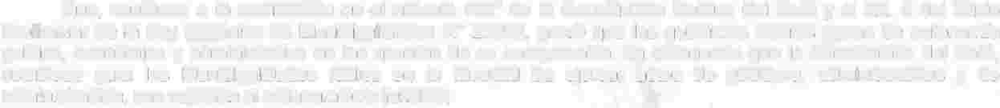 Que, conforme a lo establecido en el artículo 194° de la Constitución Política del Perú y el Art. II del Título
Preliminar de la Ley Orgánica de Municipalidades N° 27972, prevé que los gobiernos locales gozan de autonomía
política, económica y administrativa en los asuntos de su competencia. La autonomía que la Constitución del Perú,
establece para las Municipalidades radica en la facultad de ejercer actos de gobierno, administrativos y de
administración, con sujeción al ordenamiento jurídico.